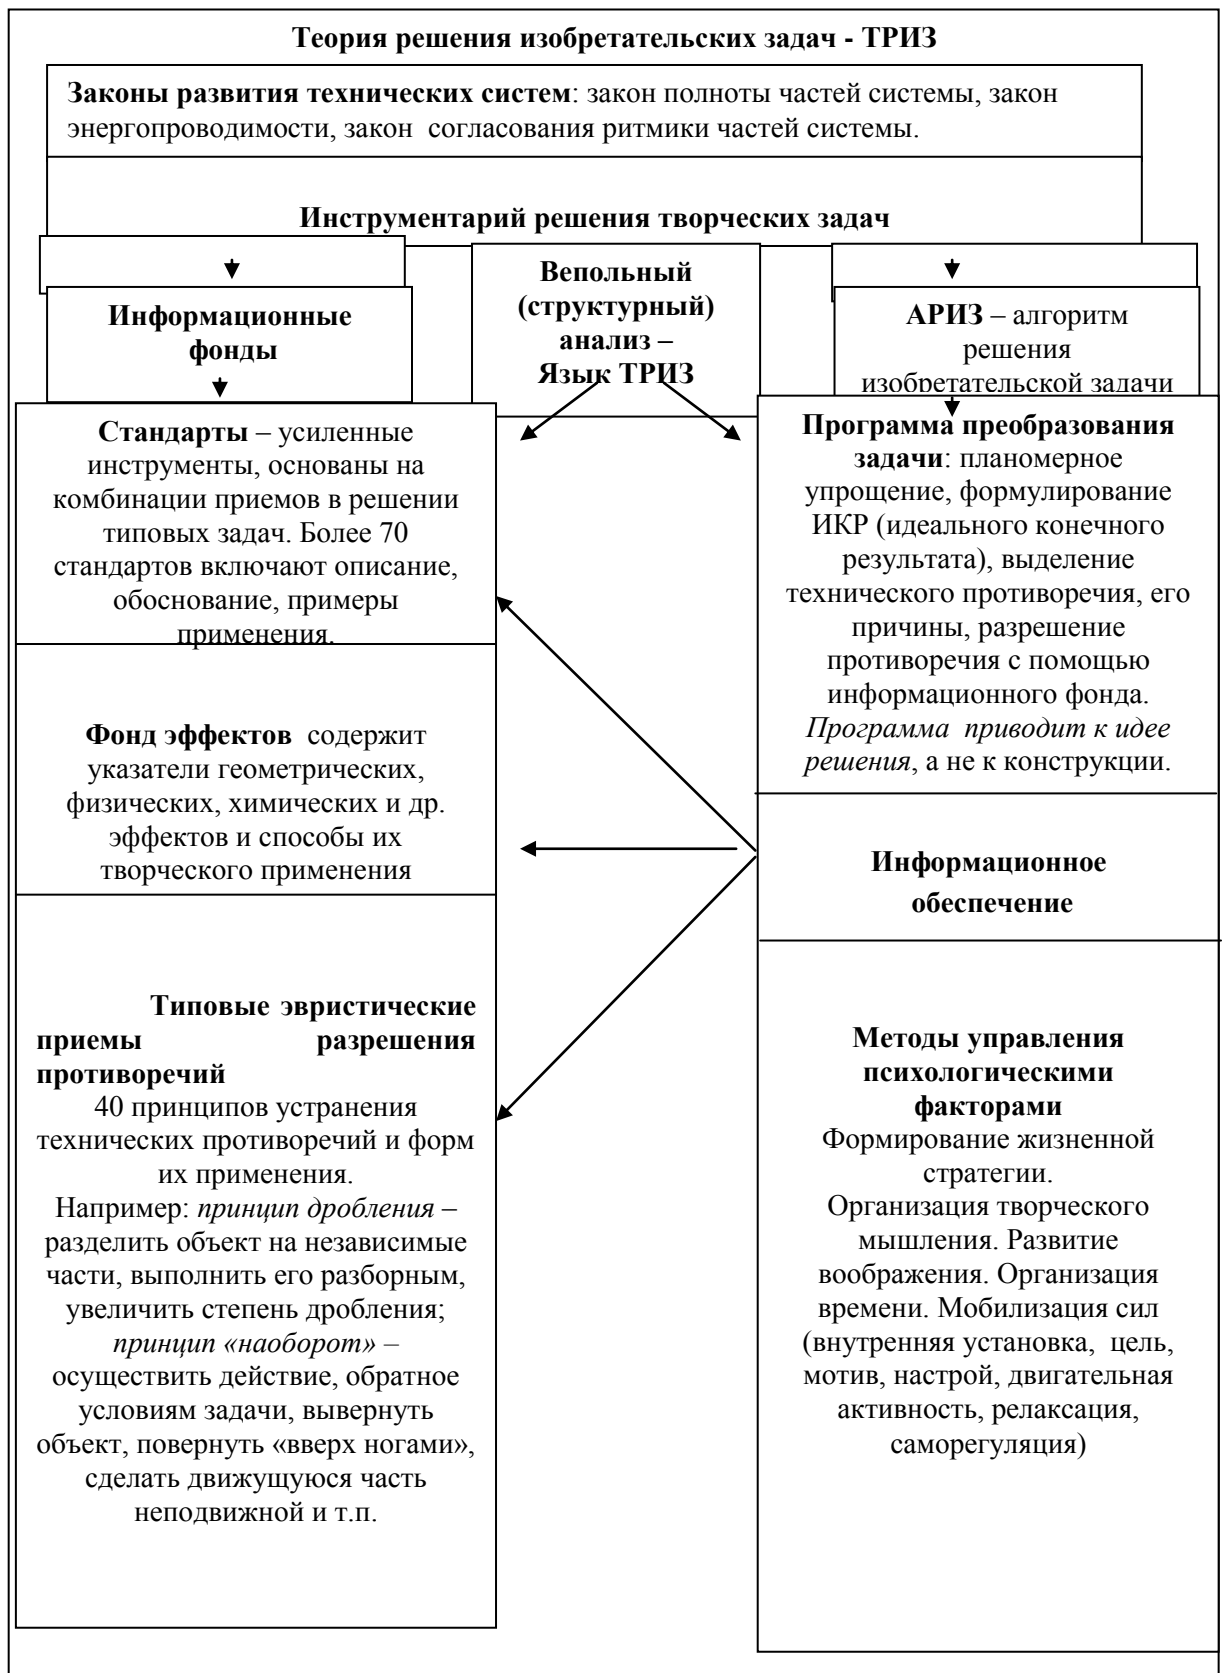 Теория решения изобретательских задач - ТРИЗ
Законы развития технических систем: закон полноты частей системы, закон
энергопроводимости, закон согласования ритмики частей системы.
Инструментарий решения творческих задач
Информационные
фонды
Вепольный
(структурный)
анализ –
Язык ТРИЗ
АРИЗ – алгоритм
решения
изобретательской задачи
Стандарты – усиленные
инструменты, основаны на
комбинации приемов в решении
типовых задач. Более 70
стандартов включают описание,
обоснование, примеры
применения.
Фонд эффектов содержит
указатели геометрических,
физических, химических и др.
эффектов и способы их
творческого применения
Типовые эвристические
приемы разрешения
противоречий
40 принципов устранения
технических противоречий и форм
их применения.
Например: принцип дробления –
разделить объект на независимые
части, выполнить его разборным,
увеличить степень дробления;
принцип «наоборот» –
осуществить действие, обратное
условиям задачи, вывернуть
объект, повернуть «вверх ногами»,
сделать движущуюся часть
неподвижной и т.п.
Программа преобразования
задачи: планомерное
упрощение, формулирование
ИКР (идеального конечного
результата), выделение
технического противоречия, его
причины, разрешение
противоречия с помощью
информационного фонда.
Программа приводит к идее
решения, а не к конструкции.
Информационное
обеспечение
Методы управления
психологическими
факторами
Формирование жизненной
стратегии.
Организация творческого
мышления. Развитие
воображения. Организация
времени. Мобилизация сил
(внутренняя установка, цель,
мотив, настрой, двигательная
активность, релаксация,
саморегуляция)